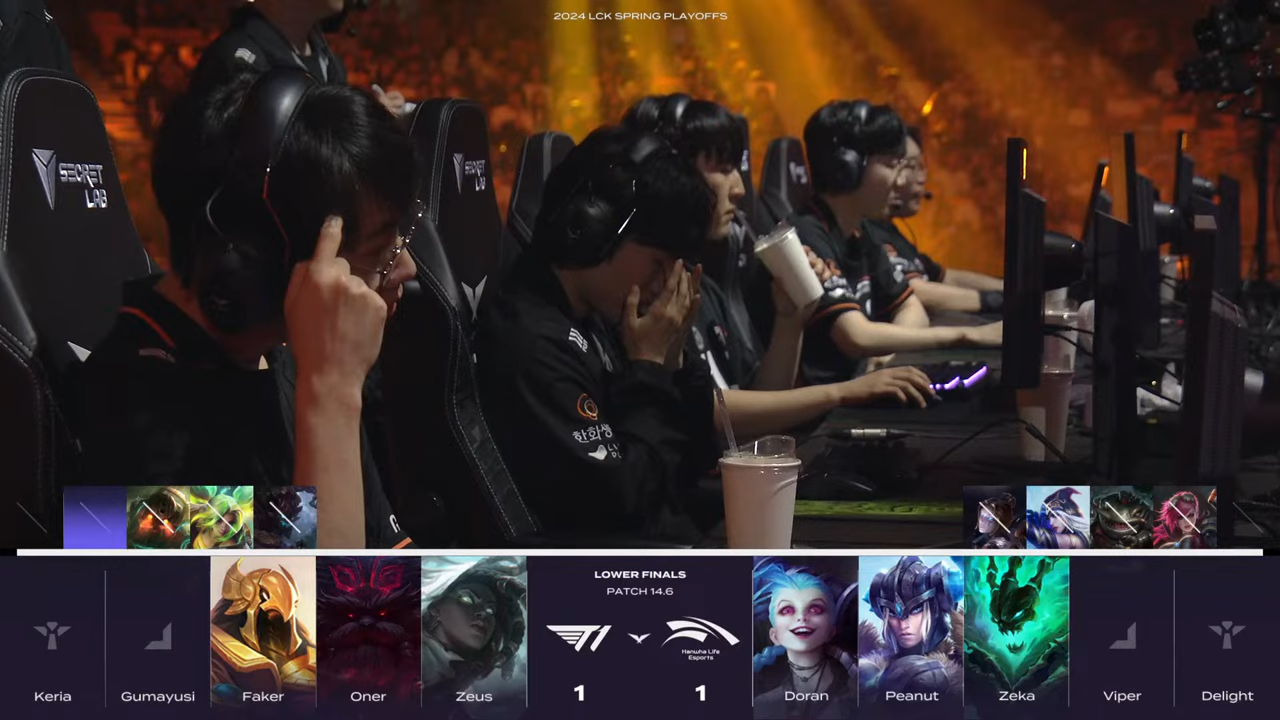 2024 LCK SPRING PLAYOFFS
SECRET LAB
SECRET LAB
한화생
LOWER FINALS
PATCH 14.6
T1
Hanwha Life
Esports
1
1
Keria
Gumayusi
Faker
Oner
Zeus
Doran
Peanut
Zeka
Viper
Delight